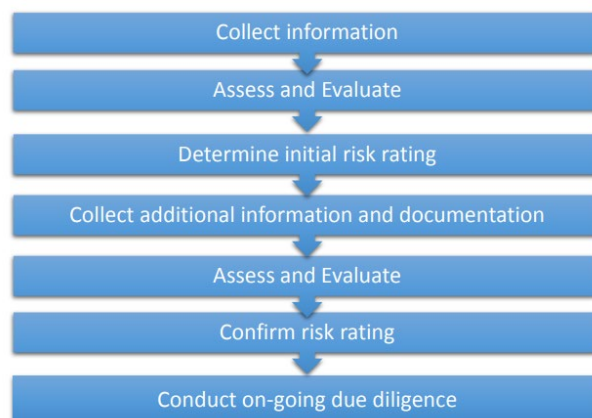 Collect information
Assess and Evaluate
Determine initial risk rating
Collect additional information and documentation
Assess and Evaluate
Confirm risk rating
Conduct on-going due diligence